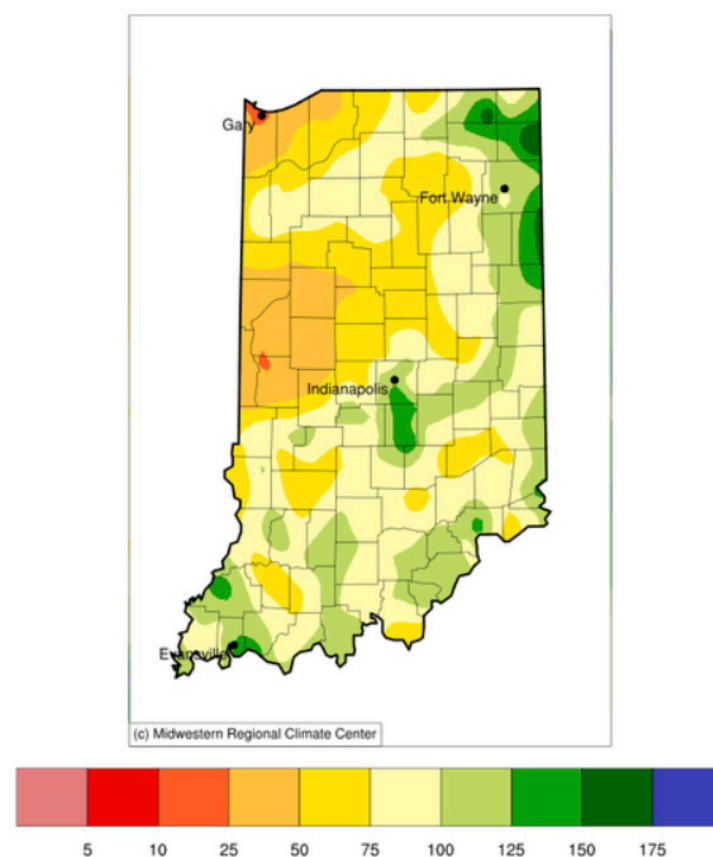 Gary
Fort Wayne
Indianapolis
Evansville
(c) Midwestern Regional Climate Center
5 10 25 50 75 100 125 150 175